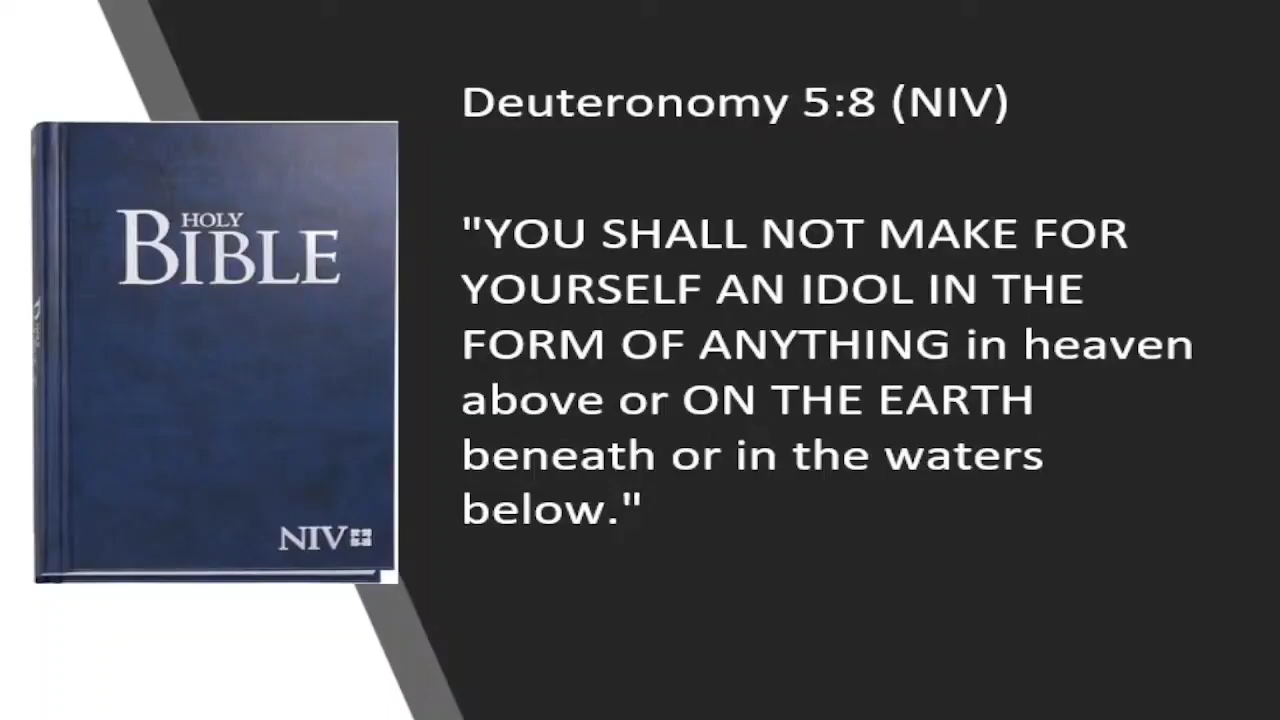 HOLY
BIBLE
NIV
Deuteronomy 5:8 (NIV)
"YOU SHALL NOT MAKE FOR
YOURSELF AN IDOL IN THE
FORM OF ANYTHING in heaven
above or ON THE EARTH
beneath or in the waters
below."